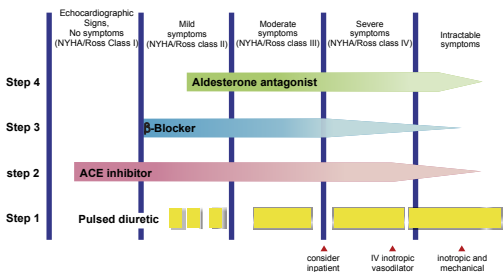 Echocardiographic
Signs,
No symptoms
(NYHA/Ross Class I)
Mild
symptoms
(NYHA/Ross class II)
Moderate
symptoms
(NYHA/Ross class III)
Severe
symptoms
(NYHA/Ross class IV)
Intractable
symptoms
Step 4
Aldesterone antagonist
Step 3
β-Blocker
step 2
ACE inhibitor
Step 1
Pulsed diuretic
consider
inpatient
IV inotropic
vasodilator
inotropic and
mechanical